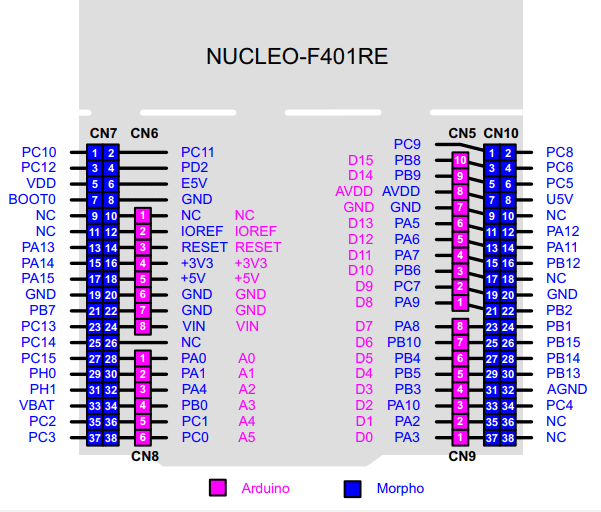 NUCLEO-F401RE
CN7 CN6 CN5 CN10
PC9
PC10 1 2 PC11 D15 PB8 10 1 2 PC8
PC12 3 4 PD2 D14 PB9 9 3 4 PC6
VDD 5 6 E5V AVDD AVDD 8 5 6 PC5
BOOT0 7 8 GND GND GND 7 7 8 U5V
NC 9 10 1 NC NC D13 PA5 6 9 10 NC
NC 11 12 2 IOREF IOREF D12 PA6 5 11 12 PA12
PA13 13 14 3 RESET RESET D11 PA7 4 13 14 PA11
PA14 15 16 4 +3V3 +3V3 D10 PB6 3 15 16 PB12
PA15 17 18 5 +5V +5V D9 PC7 2 17 18 NC
GND 19 20 6 GND GND D8 PA9 1 19 20 GND
PB7 21 22 7 GND GND 21 22 PB2
PC13 23 24 8 VIN VIN D7 PA8 8 23 24 PB1
PC14 25 26 NC D6 PB10 7 25 26 PB15
PC15 27 28 1 PA0 A0 D5 PB4 6 27 28 PB14
PH0 29 30 2 PA1 A1 D4 PB5 5 29 30 PB13
PH1 31 32 3 PA4 A2 D3 PB3 4 31 32 AGND
VBAT 33 34 4 PB0 A3 D2 PA10 3 33 34 PC4
PC2 35 36 5 PC1 A4 D1 PA2 2 35 36 NC
PC3 37 38 6 PC0 A5 D0 PA3 1 37 38 NC
CN8 CN9
Arduino Morpho